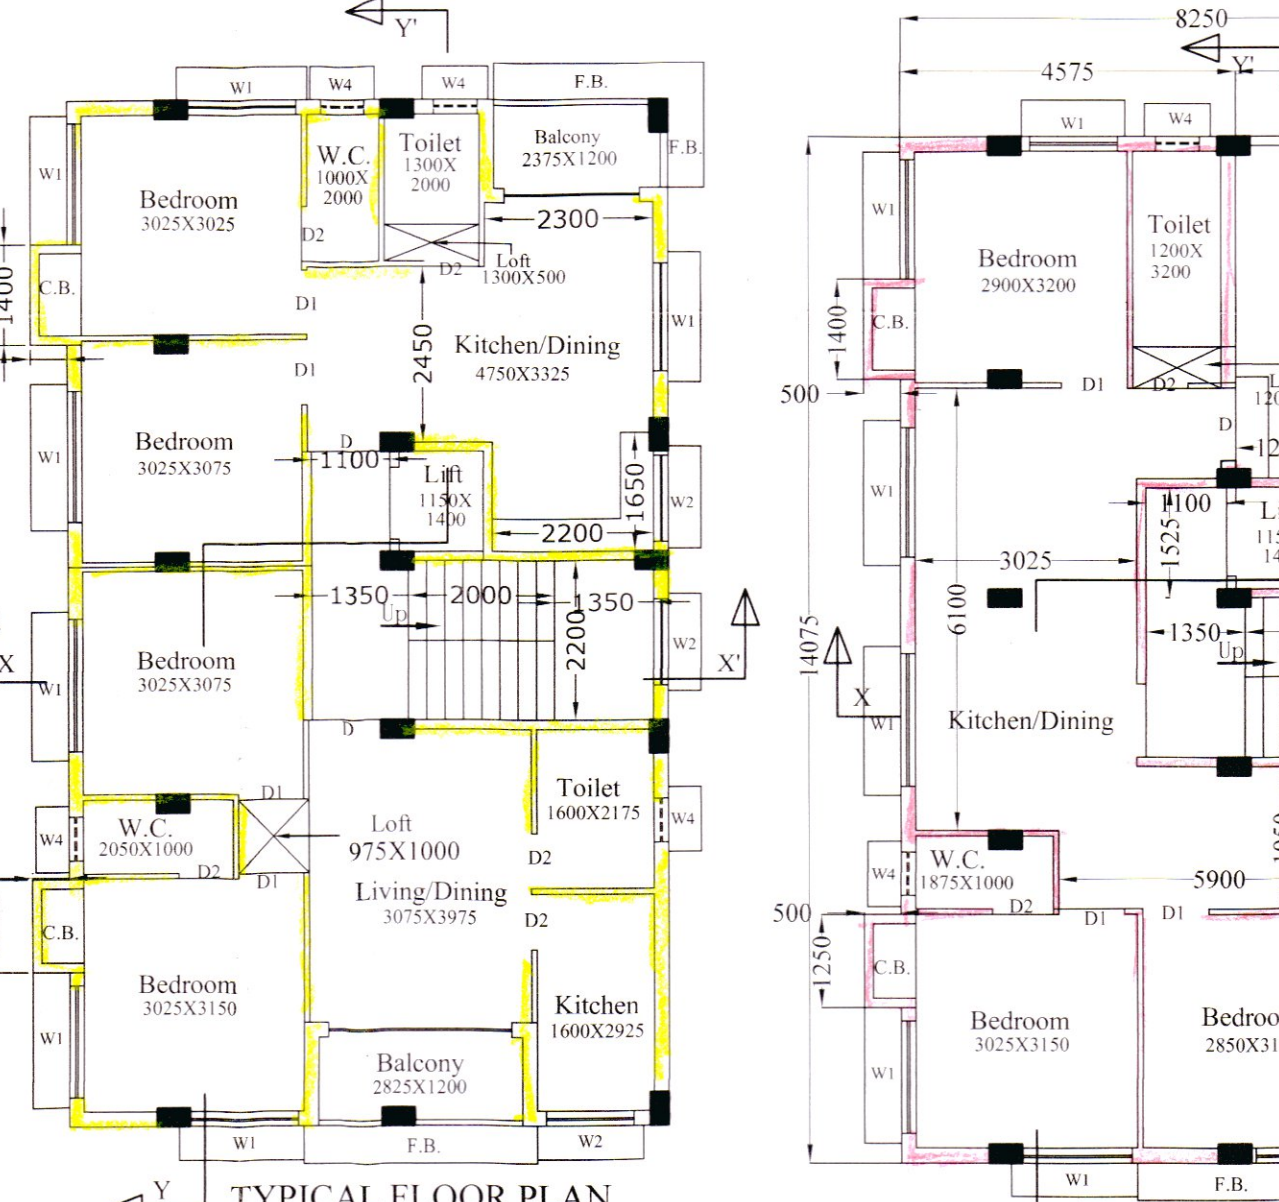 Y'
W1
W4
W4
F.B.
W1
Bedroom
3025X3025
W.C.
1000X
2000
Toilet
1300X
2000
Balcony
2375X1200
F.B.
D2
2300
D2
Loft
1300X500
1400
C.B.
D1
W1
2450
Kitchen/Dining
4750X3325
D1
W1
Bedroom
3025X3075
D
1100
Lift
1150X
1400
1650
W2
2200
1350
2000
1350
Up
2200
W2
X
X'
W1
Bedroom
3025X3075
D
D1
Toilet
1600X2175
W4
W4
W.C.
2050X1000
D2
Loft
975X1000
D1
D2
Living/Dining
3075X3975
D2
C.B.
Bedroom
3025X3150
Kitchen
1600X2925
W1
Balcony
2825X1200
W1
F.B.
W2
Y
TYPICAL FLOOR PLAN
8250
Y'
4575
W1
W4
W1
Bedroom
2900X3200
Toilet
1200X
3200
1400
C.B.
500
D1
D2
D
W1
1100
1525
3025
6100
14075
1350
Up
X
W1
Kitchen/Dining
W4
W.C.
1875X1000
5900
500
D2
D1
D1
1250
C.B.
Bedroom
3025X3150
W1
W1
F.B.